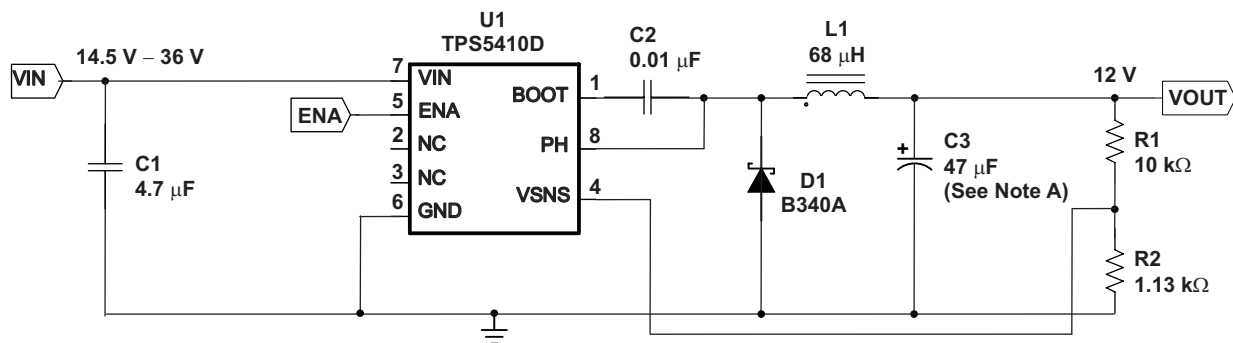 U1
TPS5410D
C2
0.01 μF
L1
68 μH
14.5 V – 36 V
12 V
VIN
7
VIN
1
BOOT
VOUT
ENA
5
ENA
2
NC
8
PH
3
NC
4
VSNS
6
GND
C1
4.7 μF
D1
B340A
+
C3
47 μF
(See Note A)
R1
10 kΩ
R2
1.13 kΩ